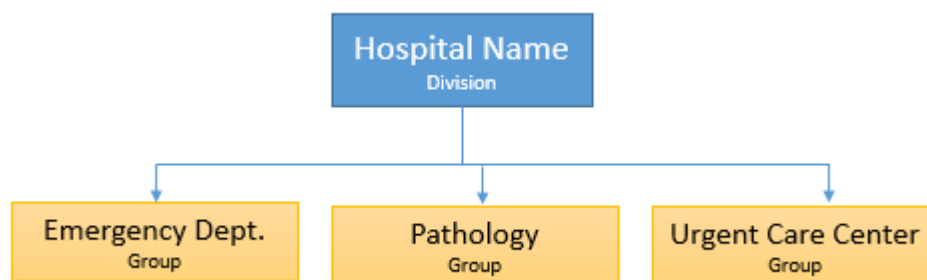 Hospital Name
Division
Emergency Dept.
Group
Pathology
Group
Urgent Care Center
Group